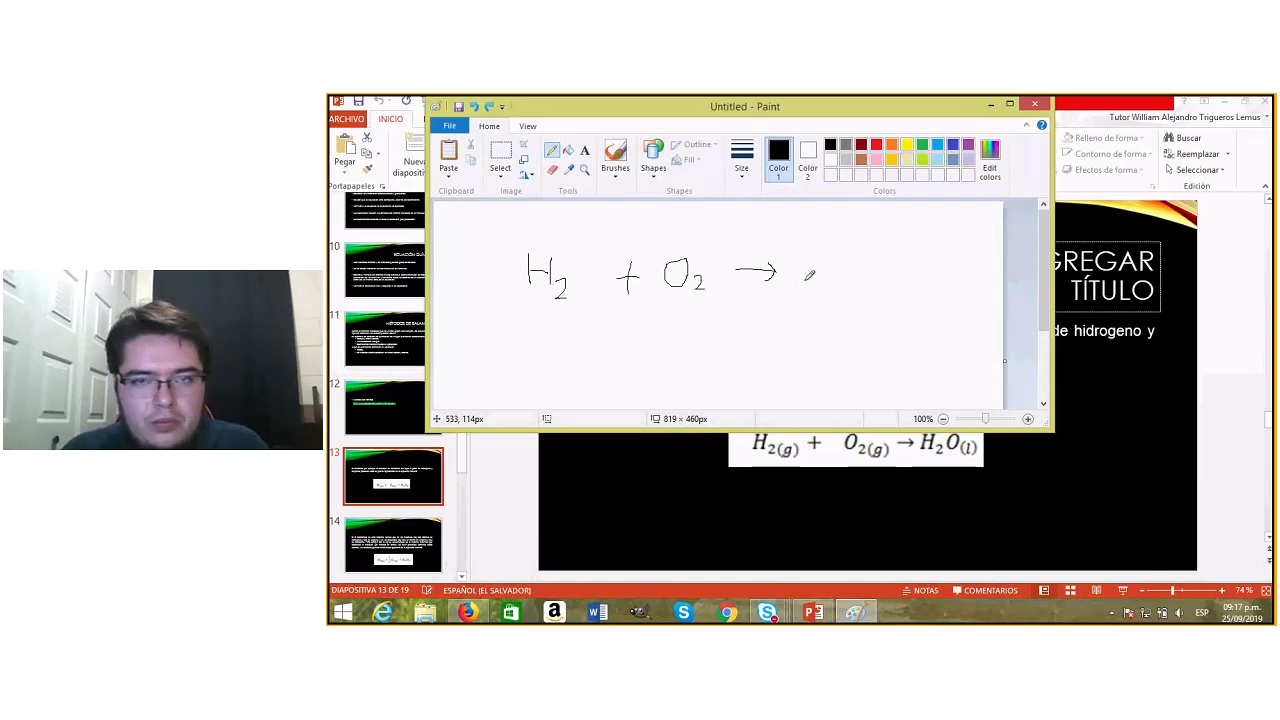 Untitled - Paint
Tutor William Alejandro Trigueros Lemus
ARCHIVO
INICIO
File
Home
View
Pegar
Nueva
diapositiv
Portapapeles
Paste
Select
Brushes
Shapes
Outline
Fill
Size
Color
1
Color
2
Edit
colors
Clipboard
Image
Tools
Shapes
Colors
Relleno de forma
Contorno de forma
Efectos de forma
Buscar
Reemplazar
Seleccionar
Edición
H2 + O2 →
533, 114px
819 × 460px
100%
10
11
12
13
14
GREGAR
TÍTULO
de hidrogeno y
H2(g) + O2(g) → H2O(l)
DIAPOSITIVA 13 DE 19
ESPAÑOL (EL SALVADOR)
NOTAS
COMENTARIOS
74 %
ESP
09:17 p.m.
25/09/2019